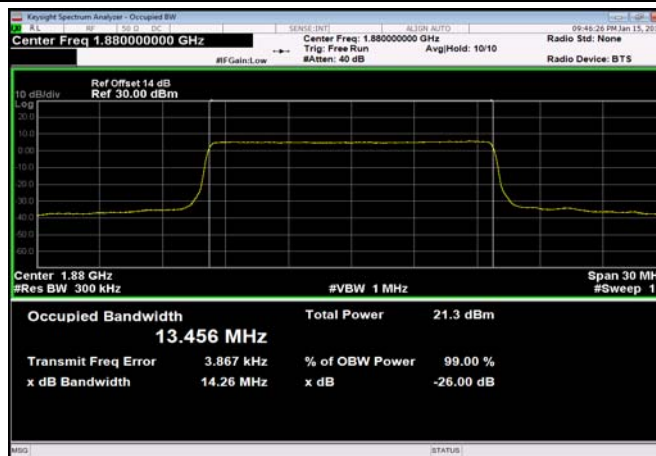 Keysight Spectrum Analyzer - Occupied BW
RL RF 50 Ω DC SENSE:INT ALIGN AUTO 09:46:26 PM Jan 15, 20
Center Freq 1.880000000 GHz Center Freq: 1.880000000 GHz Radio Std: None
Trig: Free Run Avg|Hold: 10/10
#IFGain:Low #Atten: 40 dB Radio Device: BTS
Ref Offset 14 dB
10 dB/div Ref 30.00 dBm
Log
20.0
10.0
0.00
-10.0
-20.0
-30.0
-40.0
-50.0
-60.0
Center 1.88 GHz Span 30 MH
#Res BW 300 kHz #VBW 1 MHz #Sweep 1
Occupied Bandwidth Total Power 21.3 dBm
13.456 MHz
Transmit Freq Error 3.867 kHz % of OBW Power 99.00 %
x dB Bandwidth 14.26 MHz x dB -26.00 dB
MSG STATUS